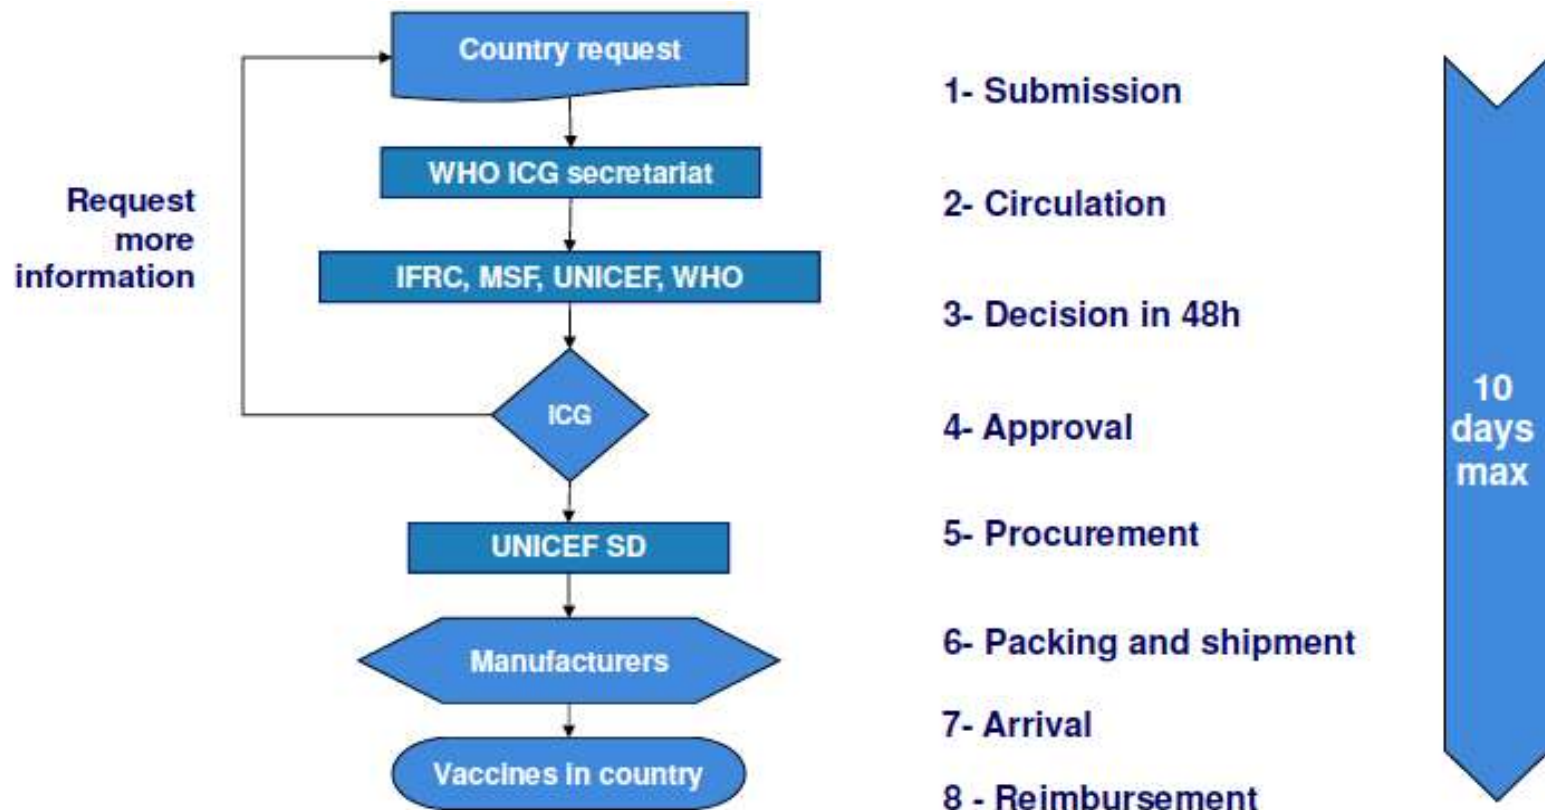 Country request
WHO ICG secretariat
IFRC, MSF, UNICEF, WHO
ICG
UNICEF SD
Manufacturers
Vaccines in country
Request
more
information
1- Submission
2- Circulation
3- Decision in 48h
4- Approval
5- Procurement
6- Packing and shipment
7- Arrival
8 - Reimbursement
10
days
max